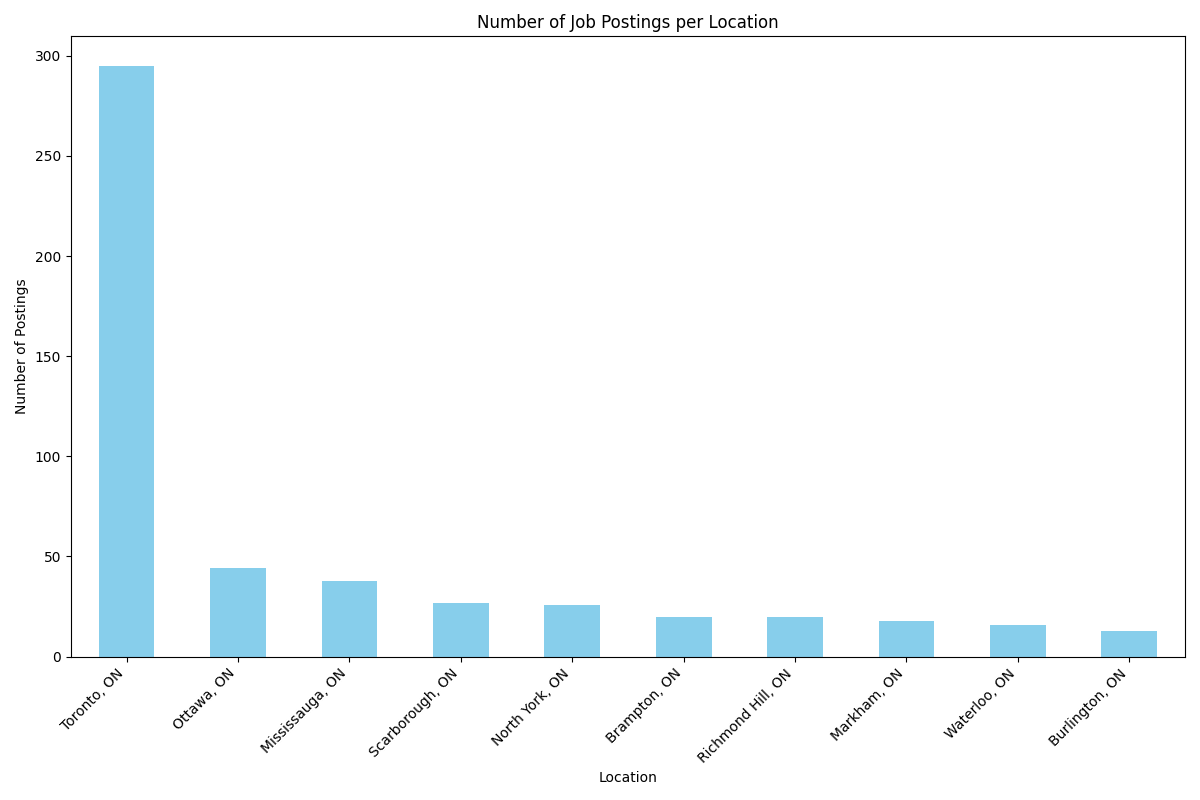 Number of Job Postings per Location
Number of Postings
300
250
200
150
100
50
0
Toronto, ON
Ottawa, ON
Mississauga, ON
Scarborough, ON
North York, ON
Brampton, ON
Richmond Hill, ON
Markham, ON
Waterloo, ON
Burlington, ON
Location